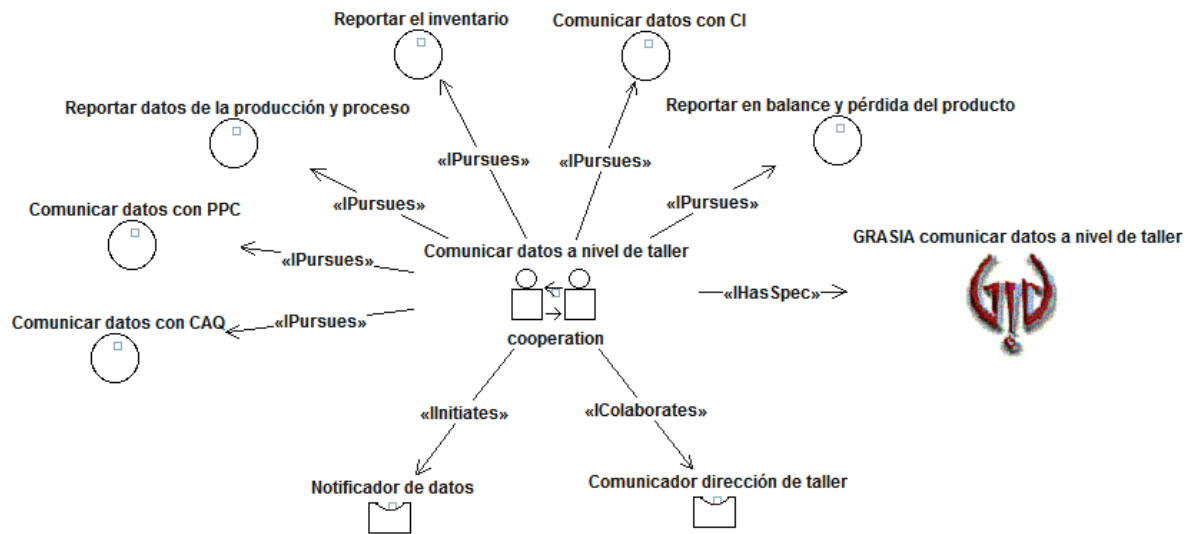 Reportar el inventario
Comunicar datos con CI
Reportar datos de la producción y proceso
Reportar en balance y pérdida del producto
«IPursues»
«IPursues»
«IPursues»
«IPursues»
Comunicar datos con PPC
«IPursues»
Comunicar datos a nivel de taller
GRASIA comunicar datos a nivel de taller
«IHasSpec»
Comunicar datos con CAQ
«IPursues»
cooperation
«IInitiates»
«IColaborates»
Notificador de datos
Comunicador dirección de taller